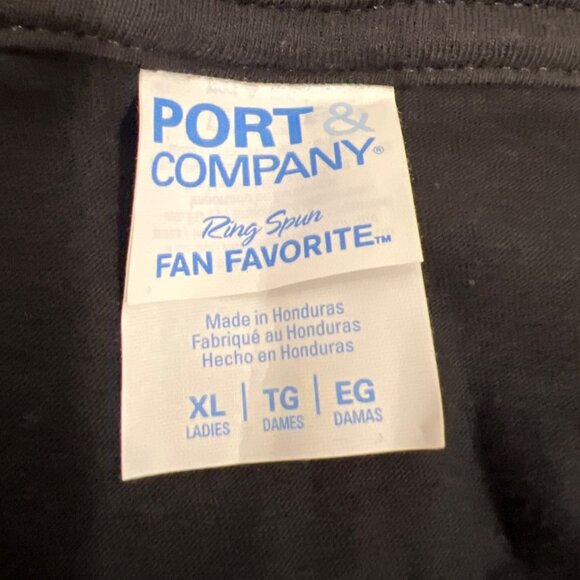 PORT &
COMPANY®
Ring Spun
FAN FAVORITE™
Made in Honduras
Fabriqué au Honduras
Hecho en Honduras
XL | TG | EG
LADIES | DAMES | DAMAS